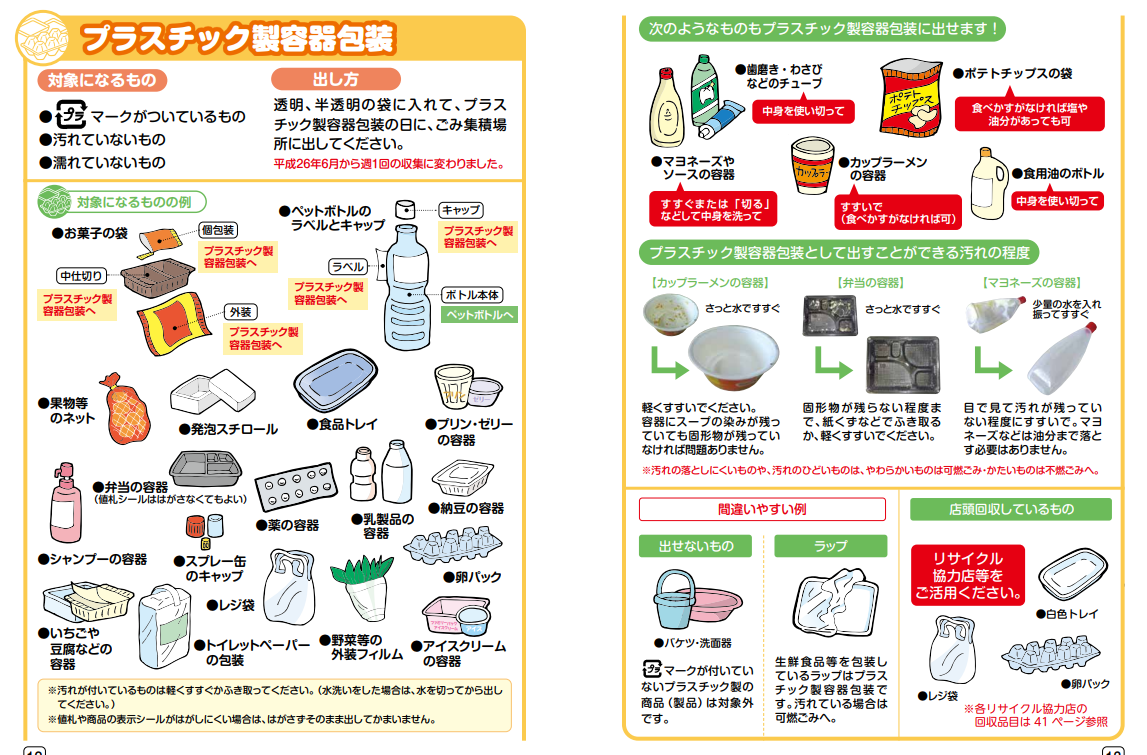 プラスチック製容器包装
対象になるもの
●プラ マークがついているもの
●汚れていないもの
●濡れていないもの
出し方
透明、半透明の袋に入れて、プラス
チック製容器包装の日に、ごみ集積場
所に出してください。
平成26年6月から週1回の収集に変わりました。
対象になるものの例
●お菓子の袋
個包装
プラスチック製
容器包装へ
中仕切り
プラスチック製
容器包装へ
外装
プラスチック製
容器包装へ
●ペットボトルの
ラベルとキャップ
キャップ
プラスチック製
容器包装へ
ラベル
プラスチック製
容器包装へ
ボトル本体
ペットボトルへ
●果物等
のネット
●発泡スチロール
●食品トレイ
●プリン・ゼリー
の容器
●弁当の容器
(値札シールははがさなくてもよい)
●シャンプーの容器
●スプレー缶
のキャップ
●薬の容器
●乳製品の
容器
●納豆の容器
●卵パック
●いちごや
豆腐などの
容器
●トイレットペーパー
の包装
●レジ袋
●野菜等の
外装フィルム
●アイスクリーム
の容器
※汚れが付いているものは軽くすすぐかふき取ってください。(水洗いをした場合は、水を切ってから出し
てください。)
※値札や商品の表示シールがはがしにくい場合は、はがさずそのまま出してかまいません。
次のようなものもプラスチック製容器包装に出せます!
●歯磨き・わさび
などのチューブ
中身を使い切って
ポテト
チップス
●ポテトチップスの袋
食べかすがなければ塩や
油分があっても可
●マヨネーズや
ソースの容器
すすぐまたは「切る」
などして中身を洗って
カップラー
●カップラーメン
の容器
すすいで
(食べかすがなければ可)
●食用油のボトル
中身を使い切って
プラスチック製容器包装として出すことができる汚れの程度
【カップラーメンの容器】
さっと水ですすぐ
軽くすすいでください。
容器にスープの染みが残っ
ていても固形物が残ってい
なければ問題ありません。
【弁当の容器】
さっと水ですすぐ
固形物が残らない程度ま
で、紙くずなどでふき取る
か、軽くすすいでください。
【マヨネーズの容器】
少量の水を入れ
振ってすすぐ
目で見て汚れが残ってい
ない程度にすすいで。マヨ
ネーズなどは油分まで落と
す必要はありません。
※汚れの落としにくいものや、汚れのひどいものは、やわらかいものは可燃ごみ・かたいものは不燃ごみへ。
間違いやすい例
出せないもの
●バケツ・洗面器
プラ マークが付いてい
ないプラスチック製の
商品(製品)は対象外
です。
ラップ
生鮮食品等を包装し
ているラップはプラス
チック製容器包装で
す。汚れている場合は
可燃ごみへ。
店頭回収しているもの
リサイクル
協力店等を
ご活用ください。
●白色トレイ
●レジ袋
●卵パック
※各リサイクル協力店の
回収品目は 41 ページ参照